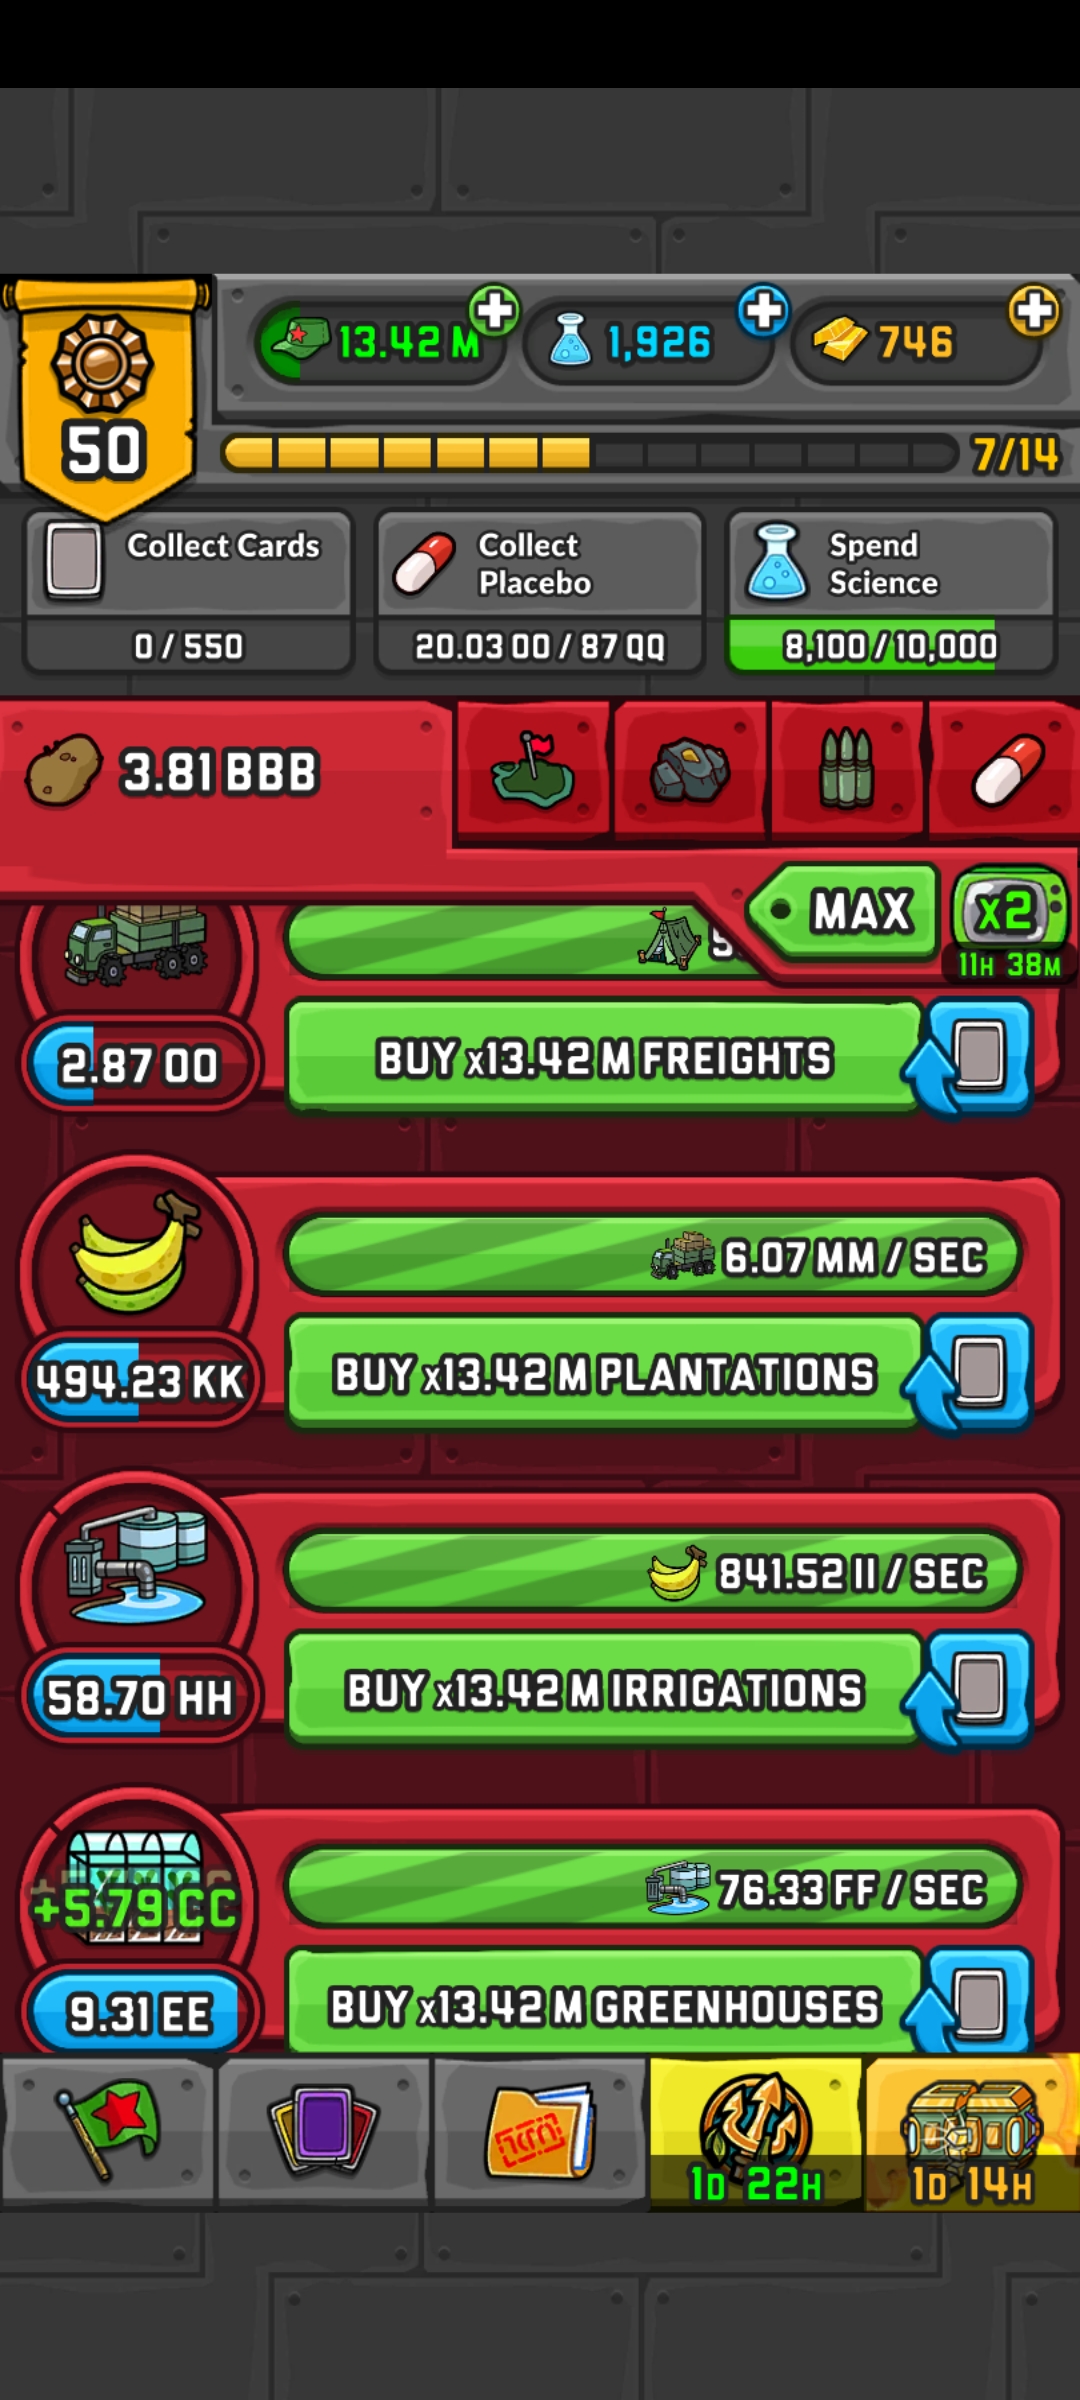 13.42 M
1,926
746
50
7/14
Collect Cards
0 / 550
Collect
Placebo
20.03 OO / 87 QQ
Spend
Science
8,100 / 10,000
3.81 BBB
MAX
x2
11H 38M
2.87 OO
BUY x13.42 M FREIGHTS
6.07 MM / SEC
494.23 KK
BUY x13.42 M PLANTATIONS
841.52 II / SEC
58.70 HH
BUY x13.42 M IRRIGATIONS
+5.79 CC
76.33 FF / SEC
9.31 EE
BUY x13.42 M GREENHOUSES
1D 22H
1D 14H